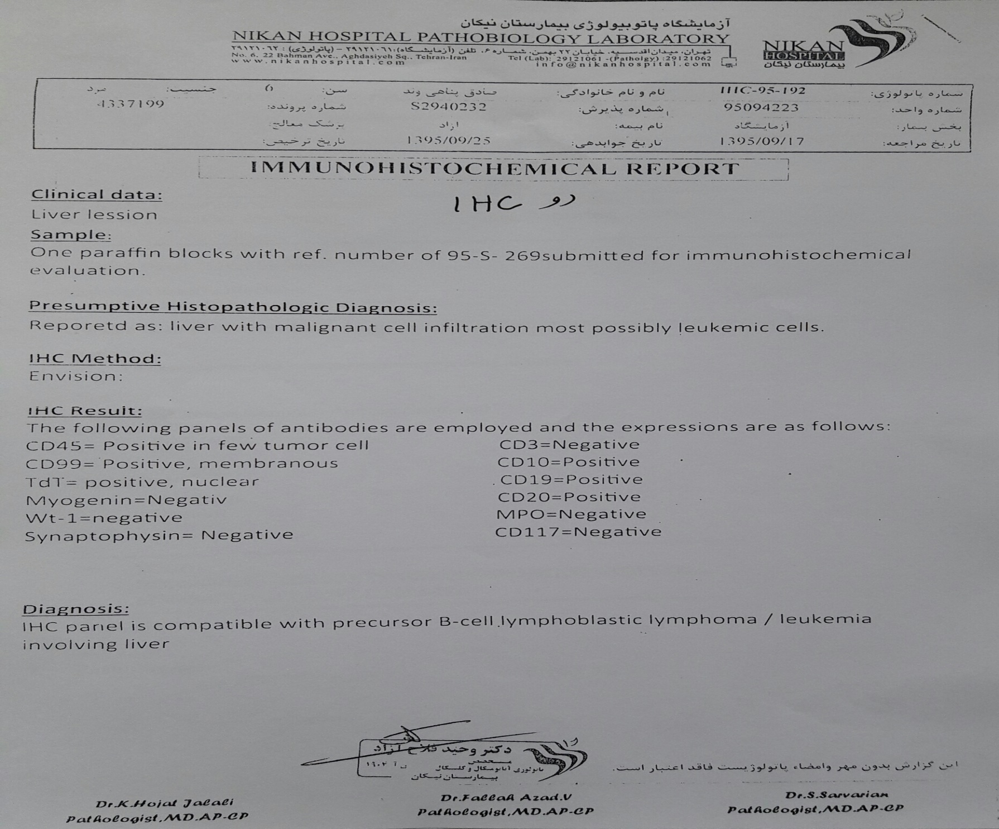 آزمایشگاه پاتوبیولوژی بیمارستان نیکان
NIKAN HOSPITAL PATHOBIOLOGY LABORATORY
تهران، میدان اقدسیه، خیابان ۲۲ بهمن، شماره ۶، تلفن (آزمایشگاه): ۲۹۱۲۱۰۶۱ – (پاتولوژی) : ۲۹۱۲۱۰۶۲
No. 6, 22 Bahman Ave., Aghdasiyeh Sq., Tehran-Iran Tel (Lab): 29121061 -(Patholgy) :29121062
www.nikanhospital.com info@nikanhospital.com
NIKAN
HOSPITAL
بیمارستان نیکان
شماره پاتولوژی: IHC-95-192 نام و نام خانوادگی: صادق پناهی وند سن: جنسیت: مرد
شماره واحد: 95094223 شماره پذیرش: S2940232 شماره پرونده: 4337199
بخش بیمار: آزمایشگاه نام بیمه: آزاد پزشک معالج:
تاریخ مراجعه: 1395/09/17 تاریخ جوابدهی: 1395/09/25 تاریخ ترخیص:
IMMUNOHISTOCHEMICAL REPORT
Clinical data:
IHC دو
Liver lession
Sample:
One paraffin blocks with ref. number of 95-S- 269submitted for immunohistochemical
evaluation.
Presumptive Histopathologic Diagnosis:
Reporetd as: liver with malignant cell infiltration most possibly leukemic cells.
IHC Method:
Envision:
IHC Result:
The following panels of antibodies are employed and the expressions are as follows:
CD45= Positive in few tumor cell CD3=Negative
CD99= Positive, membranous CD10=Positive
TdT= positive, nuclear CD19=Positive
Myogenin=Negativ CD20=Positive
Wt-1=negative MPO=Negative
Synaptophysin= Negative CD117=Negative
Diagnosis:
IHC panel is compatible with precursor B-cell lymphoblastic lymphoma / leukemia
involving liver
دکتر وحید فلاح آزاد
متخصص
پاتولوژی آناتومیکال و کلینیکال
بیمارستان نیکان
این گزارش بدون مهر وامضاء پاتولوژیست فاقد اعتبار است.
Dr.K.Hojat Jalali Dr.Fallah Azad.V Dr.S.Sarvarian
Pathologist,MD.AP-CP Pathologist,MD.AP-CP Pathologist,MD.AP-CP